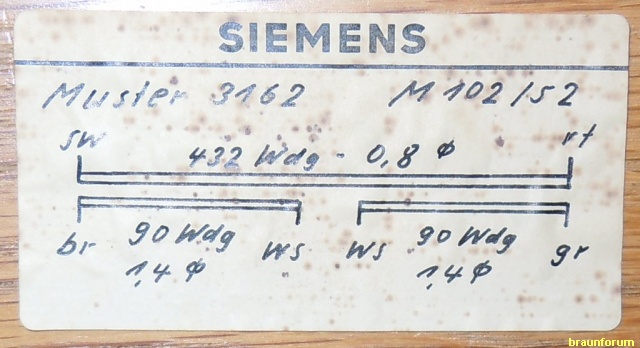 SIEMENS
Muster 3162 M 102/52
sw 432 Wdg - 0,8 ϕ rt
br 90 Wdg ws ws 90 Wdg gr
1,4 ϕ 1,4 ϕ
braunforum